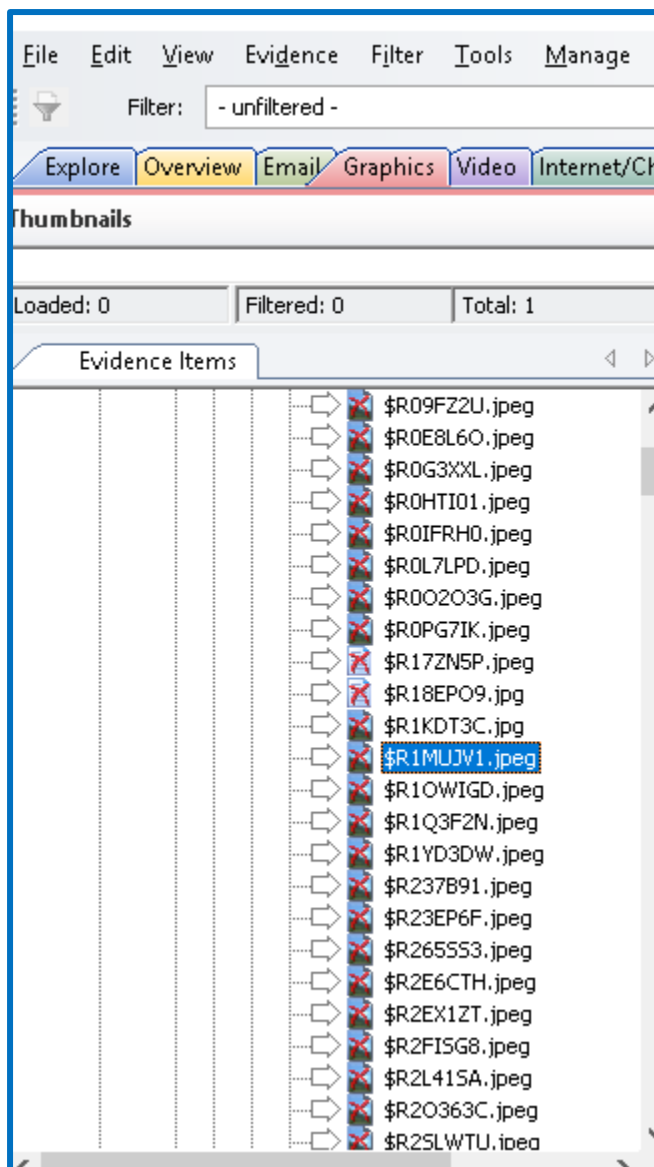 File Edit View Evidence Filter Tools Manage
Filter: - unfiltered -
Explore Overview Email Graphics Video Internet/Ch
Thumbnails
Loaded: 0 Filtered: 0 Total: 1
Evidence Items
$R09FZ2U.jpeg
$R0E8L6O.jpeg
$R0G3XXL.jpeg
$R0HTI01.jpeg
$R0IFRH0.jpeg
$R0L7LPD.jpeg
$R0O2O3G.jpeg
$R0PG7IK.jpeg
$R17ZN5P.jpeg
$R18EPO9.jpg
$R1KDT3C.jpg
$R1MUJV1.jpeg
$R1OWIGD.jpeg
$R1Q3F2N.jpeg
$R1YD3DW.jpeg
$R237B91.jpeg
$R23EP6F.jpeg
$R265SS3.jpeg
$R2E6CTH.jpeg
$R2EX1ZT.jpeg
$R2FISG8.jpeg
$R2L41SA.jpeg
$R2O363C.jpeg
$R2SLWTU.jpeg